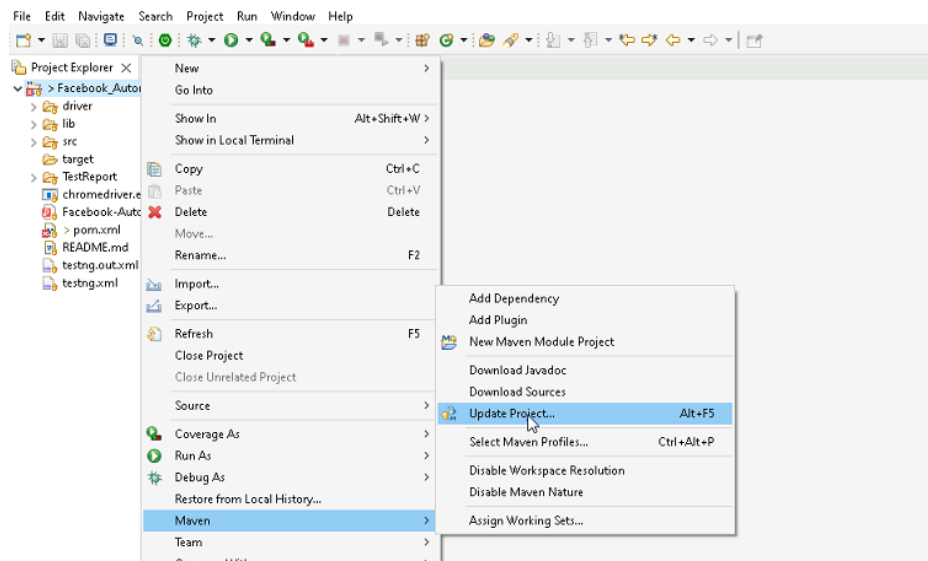 File Edit Navigate Search Project Run Window Help
Project Explorer
> Facebook_Auto
driver
lib
src
target
TestReport
chromedriver.e
Facebook-Auto
> pom.xml
README.md
testng.out.xml
testng.xml
New
Go Into
Show In Alt+Shift+W >
Show in Local Terminal
Copy Ctrl+C
Paste Ctrl+V
Delete Delete
Move...
Rename... F2
Import...
Export...
Refresh F5
Close Project
Close Unrelated Project
Source
Coverage As
Run As
Debug As
Restore from Local History...
Maven
Team
Add Dependency
Add Plugin
New Maven Module Project
Download Javadoc
Download Sources
Update Project... Alt+F5
Select Maven Profiles... Ctrl+Alt+P
Disable Workspace Resolution
Disable Maven Nature
Assign Working Sets...